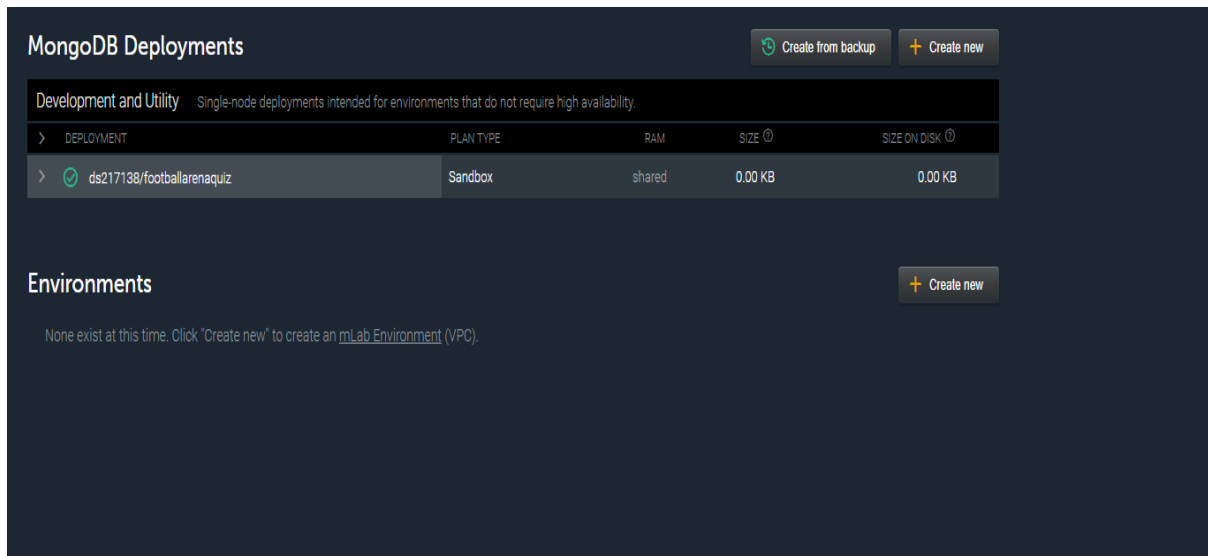 MongoDB Deployments
Create from backup
+ Create new
Development and Utility Single-node deployments intended for environments that do not require high availability.
DEPLOYMENT PLAN TYPE RAM SIZE ? SIZE ON DISK ?
ds217138/footballarenaquiz Sandbox shared 0.00 KB 0.00 KB
Environments
+ Create new
None exist at this time. Click "Create new" to create an mLab Environment (VPC).